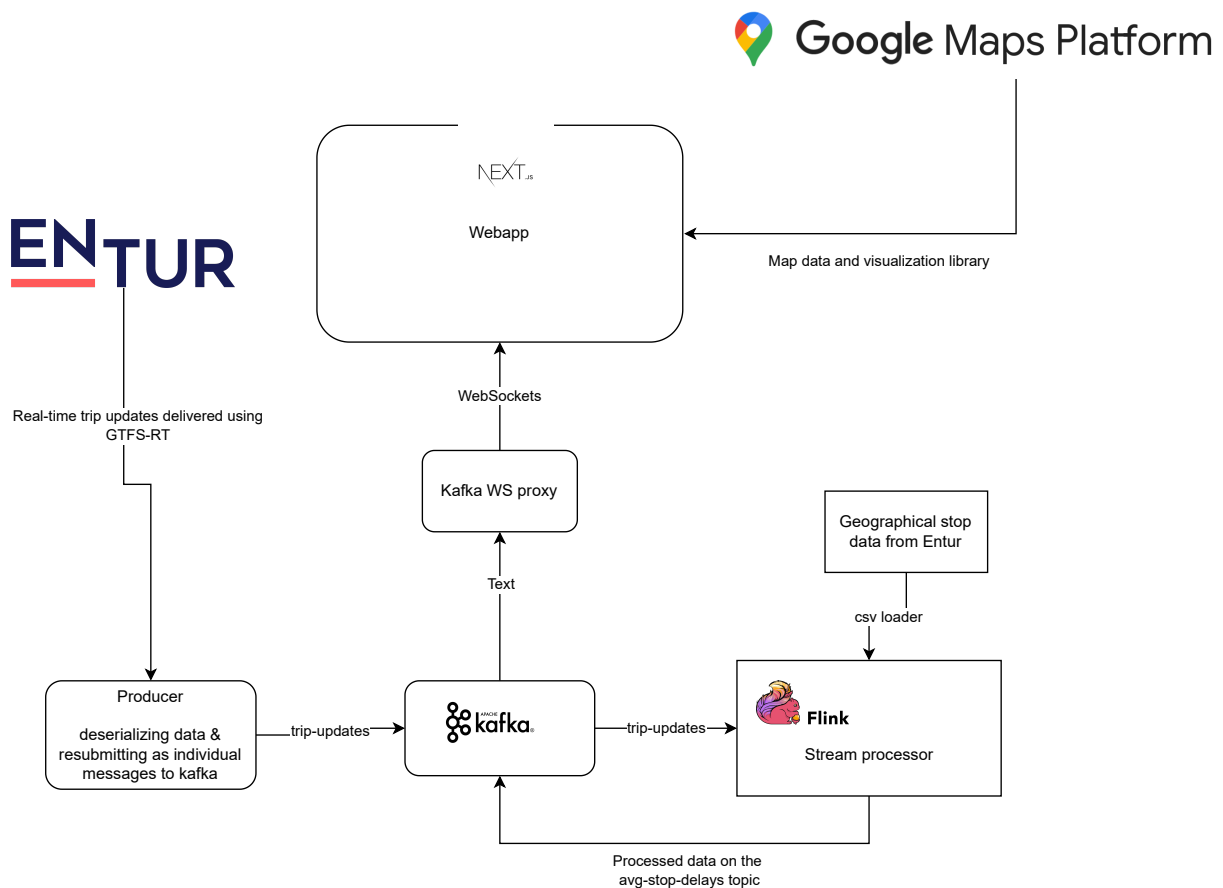 Google Maps Platform
NEXT.JS
Webapp
ENTUR
Map data and visualization library
WebSockets
Real-time trip updates delivered using
GTFS-RT
Kafka WS proxy
Geographical stop
data from Entur
Text
csv loader
Producer
deserializing data &
resubmitting as individual
messages to kafka
trip-updates
APACHE
kafka®
trip-updates
Flink
Stream processor
Processed data on the
avg-stop-delays topic